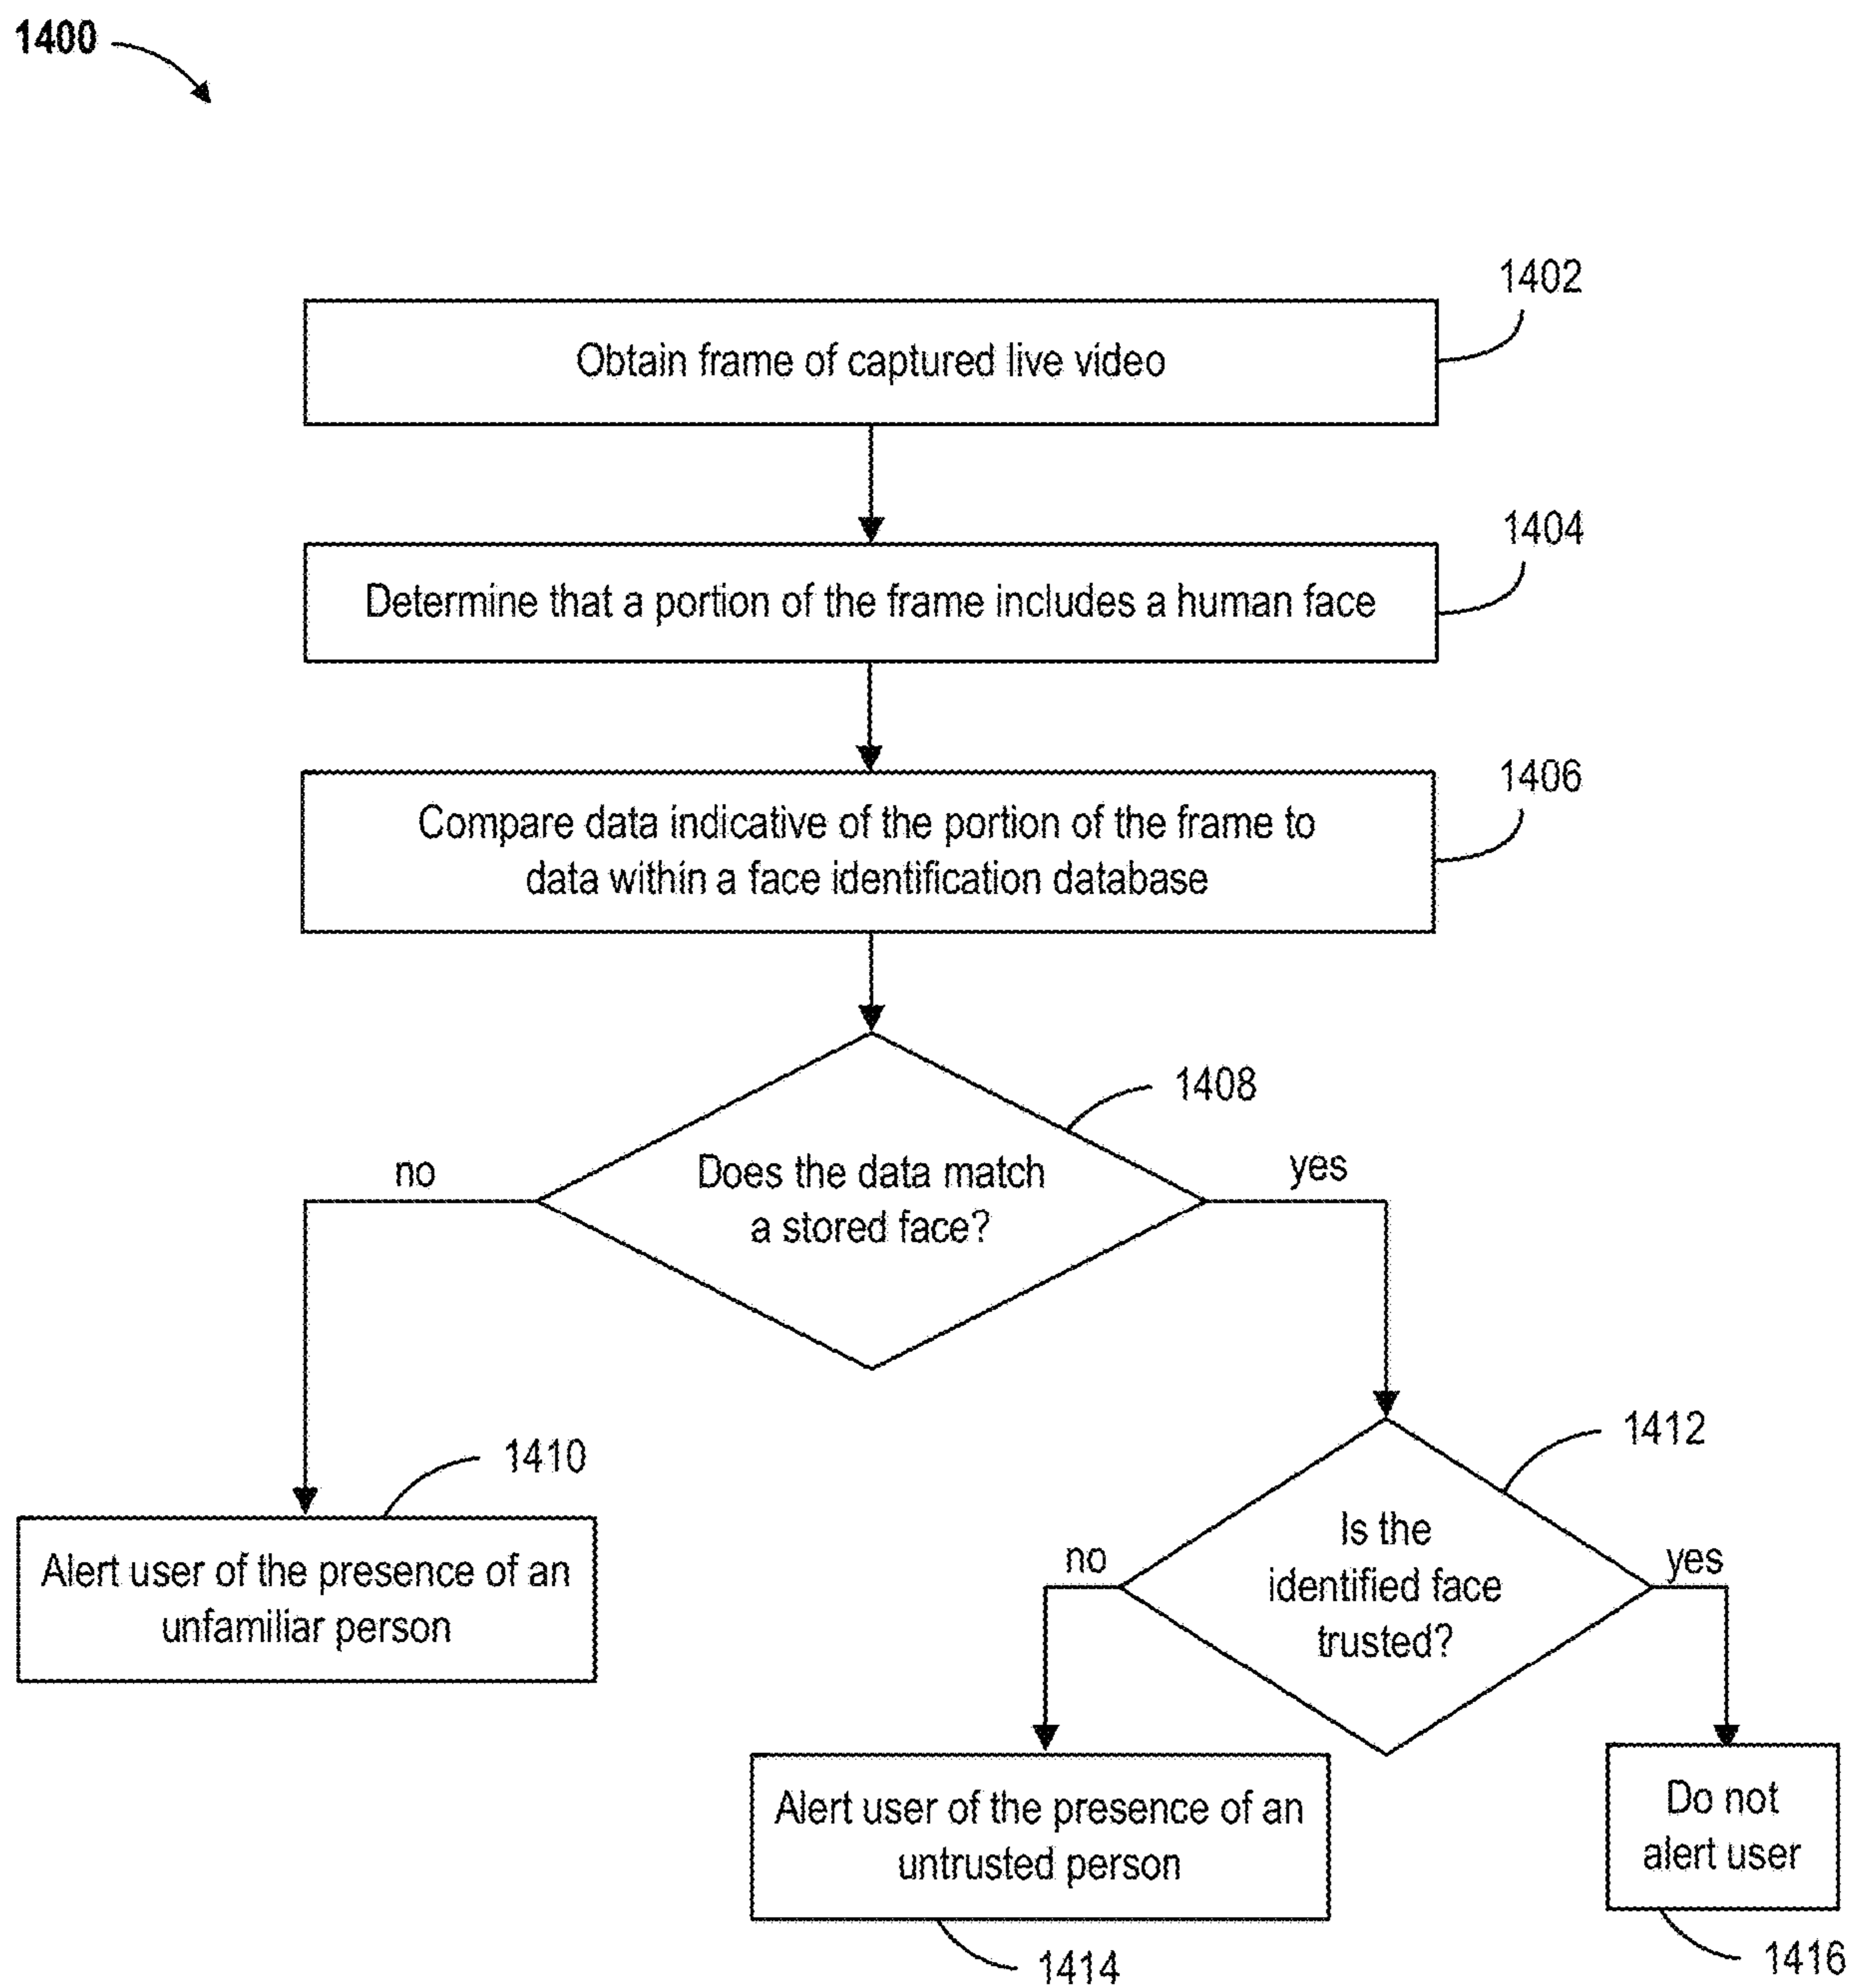 1400
1402
Obtain frame of captured live video
1404
Determine that a portion of the frame includes a human face
1406
Compare data indicative of the portion of the frame to
data within a face identification database
1408
no
Does the data match
a stored face?
yes
1410
Alert user of the presence of an
unfamiliar person
1412
no
Is the
identified face
trusted?
yes
Alert user of the presence of an
untrusted person
1414
Do not
alert user
1416